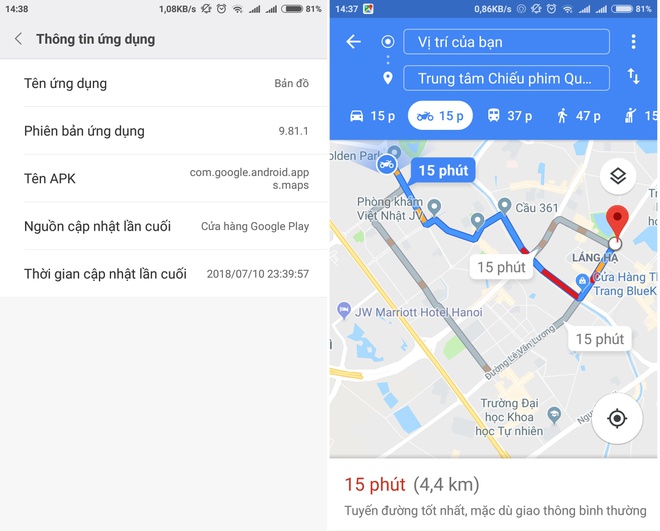 14:38
1,08KB/s
81%
Thông tin ứng dụng
Tên ứng dụng
Bản đồ
Phiên bản ứng dụng
9.81.1
Tên APK
com.google.android.app
s.maps
Nguồn cập nhật lần cuối
Cửa hàng Google Play
Thời gian cập nhật lần cuối
2018/07/10 23:39:57
14:37
0,86KB/s
81%
Vị trí của bạn
Trung tâm Chiếu phim Qu...
15 p
15 p
37 p
47 p
15
olden Park
15 phút
Phòng khám
Việt Nhật JV
Cầu 361
LÁNG HẠ
15 phút
Cửa Hàng Th
Trang BlueK
JW Marriott Hotel Hanoi
15 phút
Đường Lê Văn Lương
Trường Đại
học Khoa
học Tự nhiên
15 phút (4,4 km)
Tuyến đường tốt nhất, mặc dù giao thông bình thường